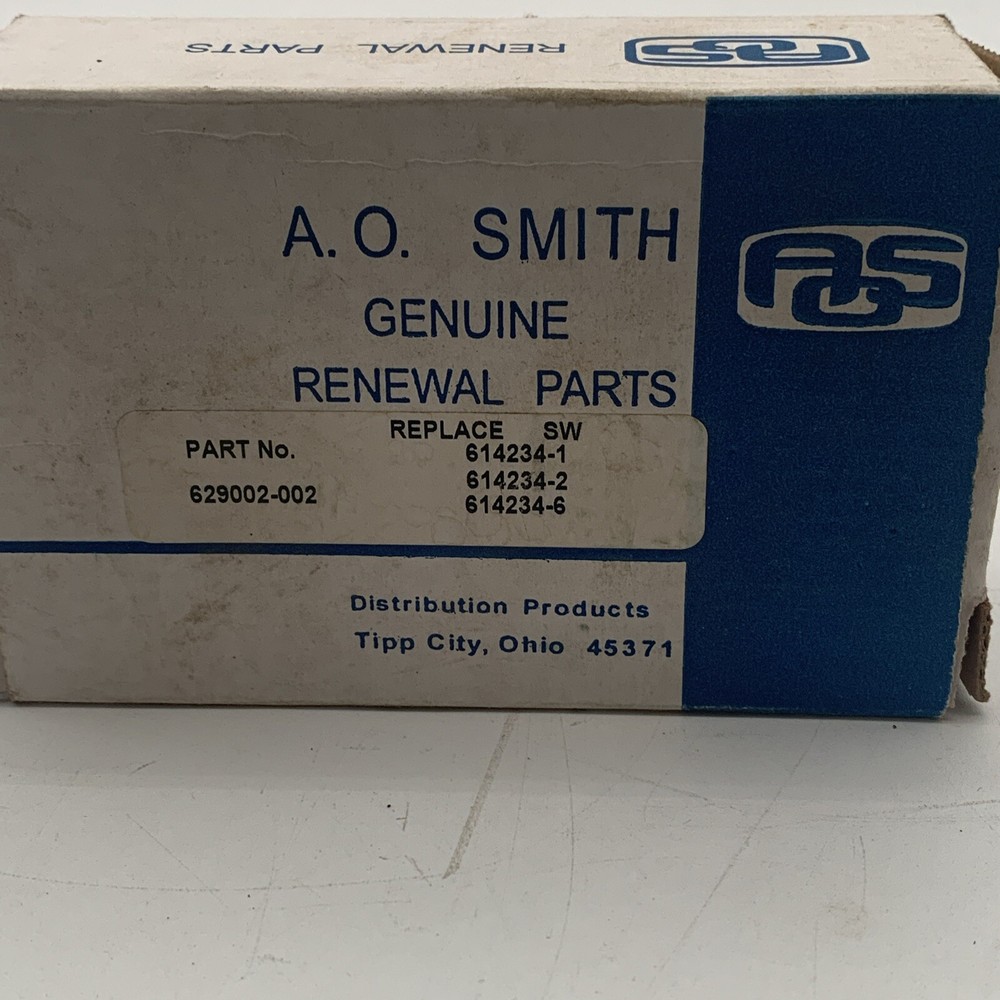 RENEWAL PARTS AOS
A. O. SMITH
AOS
GENUINE
RENEWAL PARTS
REPLACE SW
PART No. 614234-1
614234-2
629002-002
614234-6
Distribution Products
Tipp City, Ohio 45371